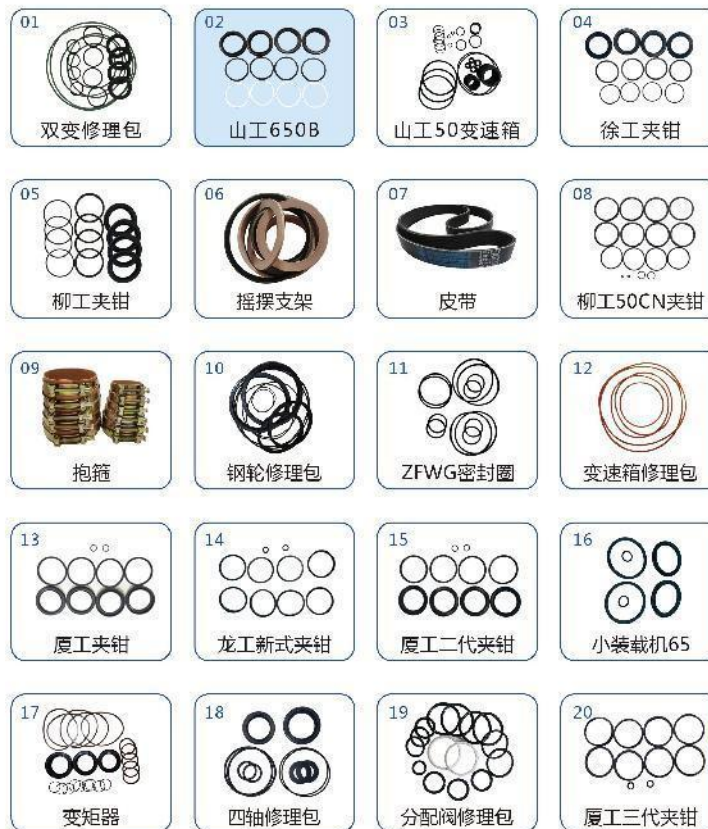 01
双变修理包
02
山工650B
03
山工50变速箱
04
徐工夹钳
05
柳工夹钳
06
摇摆支架
07
皮带
08
柳工50CN夹钳
09
抱箍
10
钢轮修理包
11
ZFWG密封圈
12
变速箱修理包
13
厦工夹钳
14
龙工新式夹钳
15
厦工二代夹钳
16
小装载机65
17
变矩器
18
四轴修理包
19
分配阀修理包
20
厦工三代夹钳